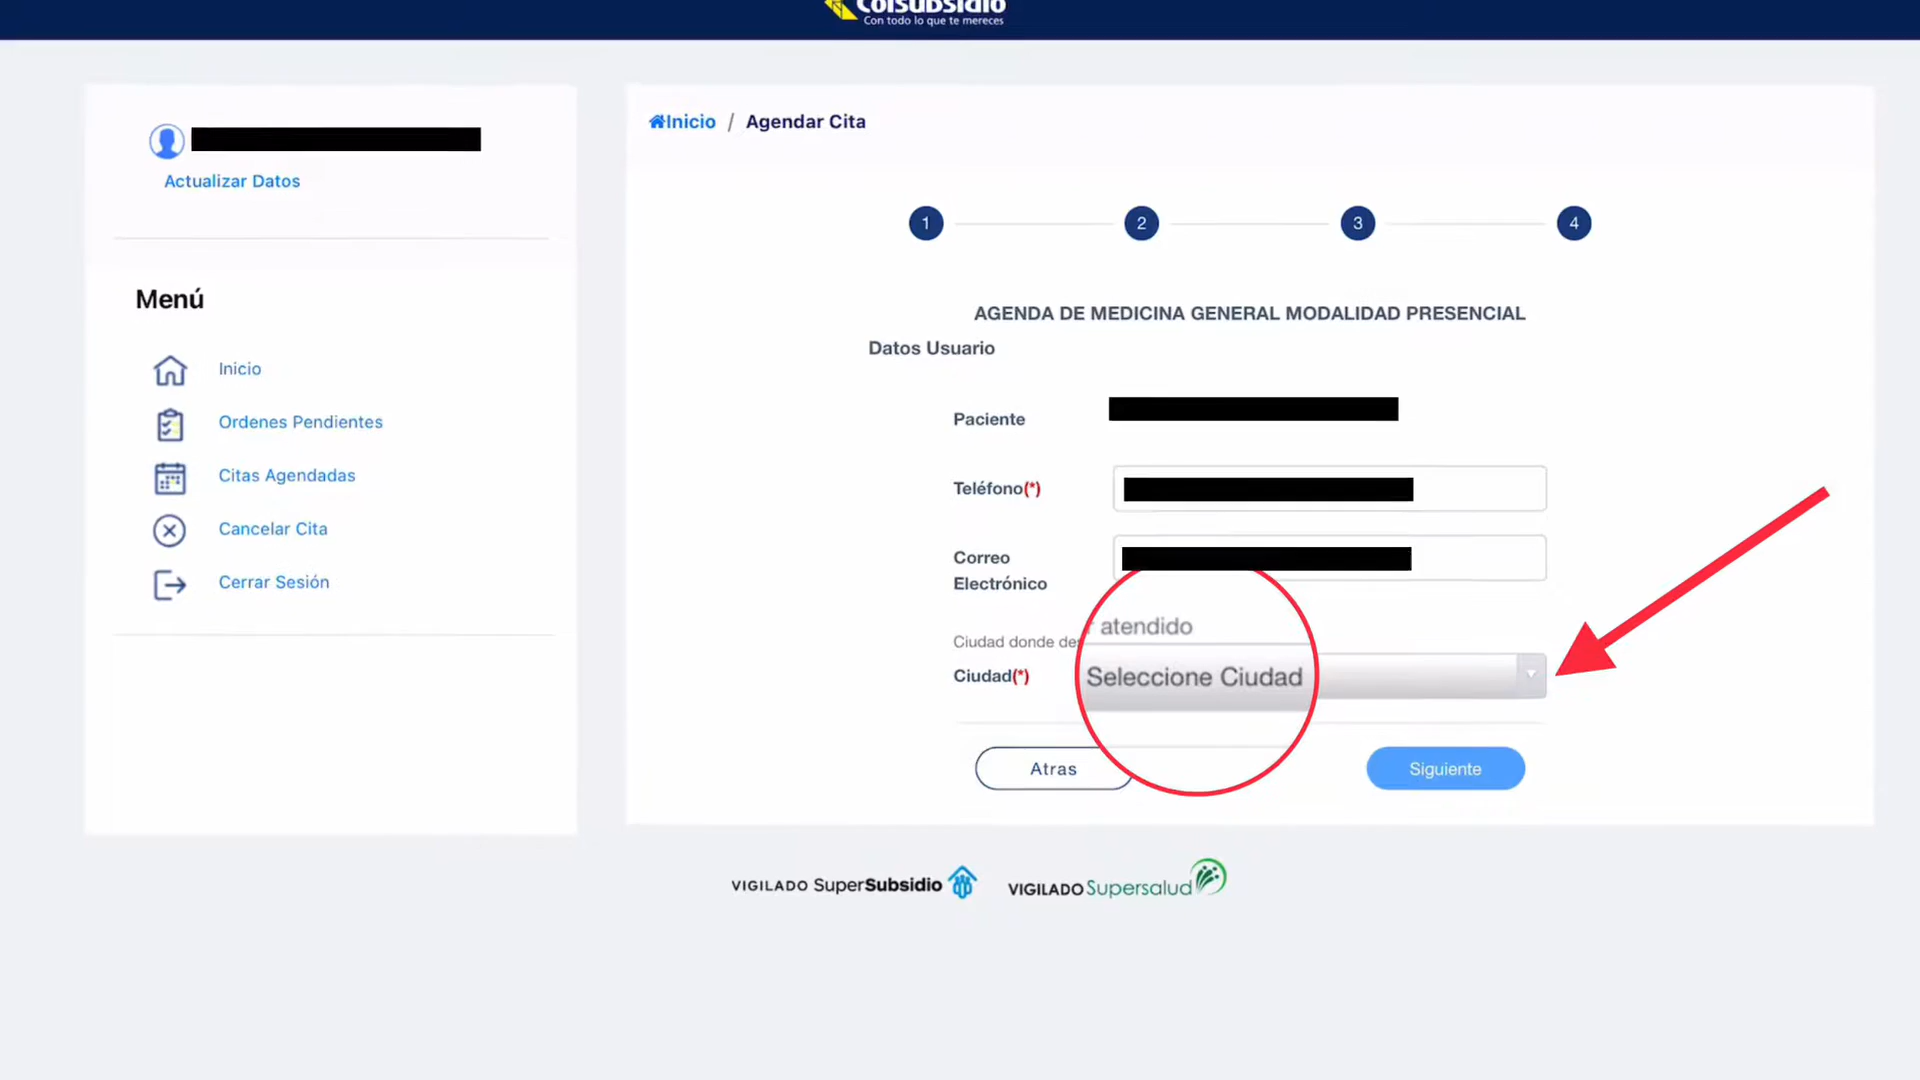 Colsubsidio
Con todo lo que te mereces
Actualizar Datos
Menú
Inicio
Ordenes Pendientes
Citas Agendadas
Cancelar Cita
Cerrar Sesión
Inicio / Agendar Cita
1 2 3 4
AGENDA DE MEDICINA GENERAL MODALIDAD PRESENCIAL
Datos Usuario
Paciente
Teléfono(*)
Correo
Electrónico
Ciudad donde
atendido
Ciudad(*)
Seleccione Ciudad
Atras
Siguiente
VIGILADO SuperSubsidio
VIGILADO Supersalud